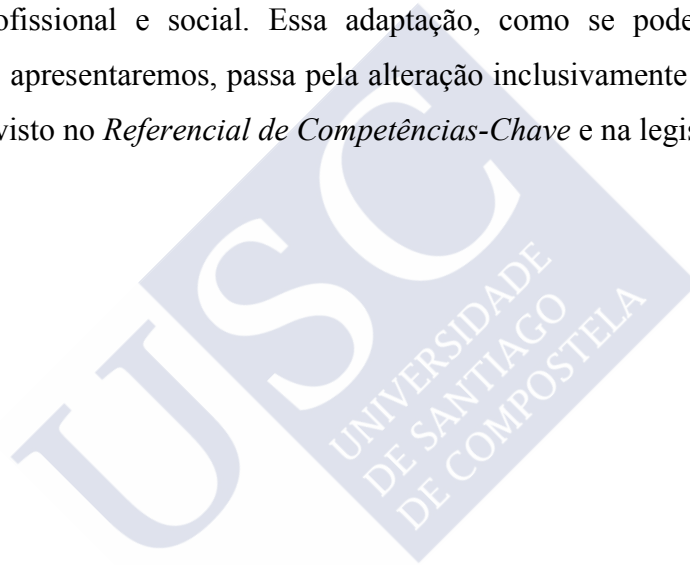 ofissional e social. Essa adaptação, como se pode
apresentaremos, passa pela alteração inclusivamente
visto no Referencial de Competências-Chave e na legis
USC
UNIVERSIDADE
DE SANTIAGO
DE COMPOSTELA